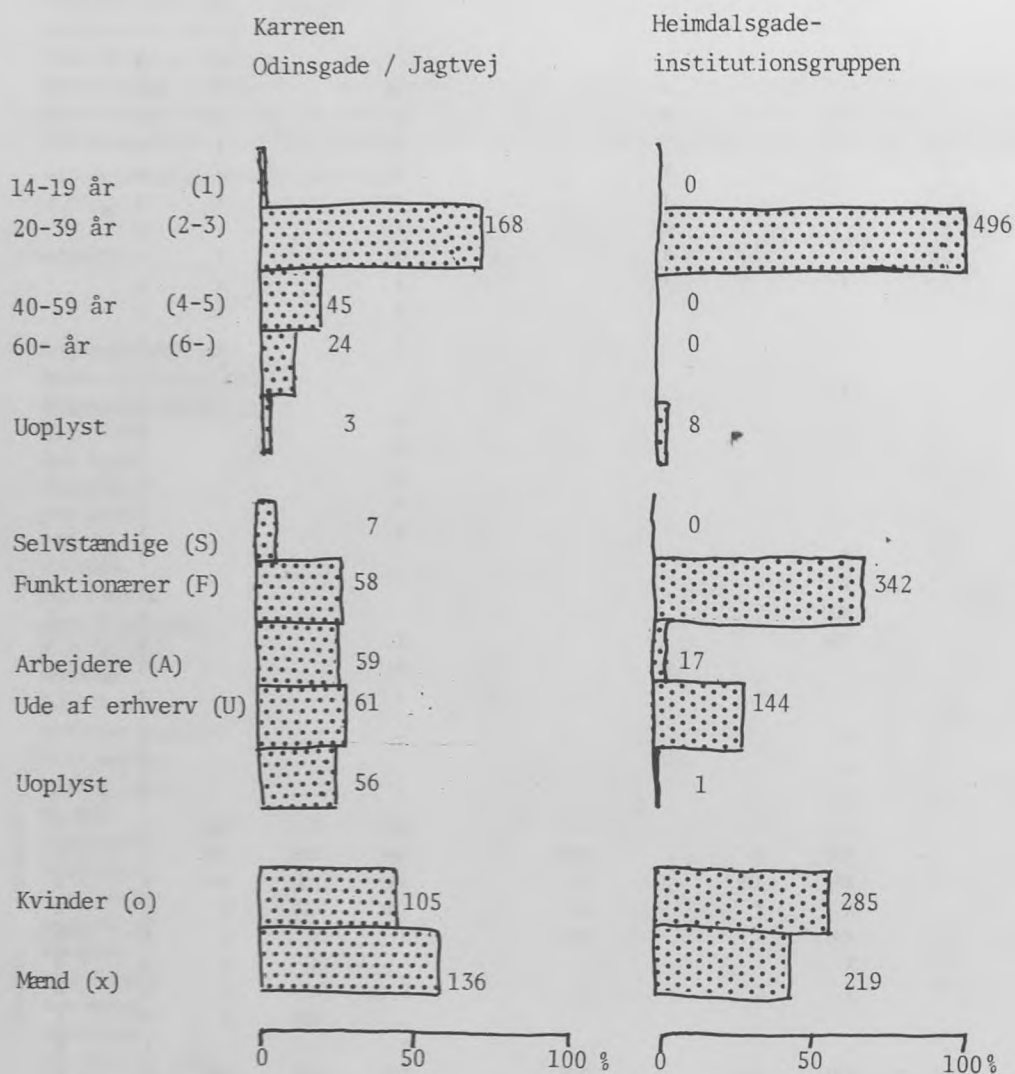 Karreen
Odinsgade / Jagtvej
Heimdalsgade-
institutionsgruppen
14-19 år (1) 0
20-39 år (2-3) 168 496
40-59 år (4-5) 45 0
60- år (6-) 24 0
Uoplyst 3 8
Selvstændige (S) 7 0
Funktionærer (F) 58 342
Arbejdere (A) 59 17
Ude af erhverv (U) 61 144
Uoplyst 56 1
Kvinder (o) 105 285
Mænd (x) 136 219
0 50 100 % 0 50 100%